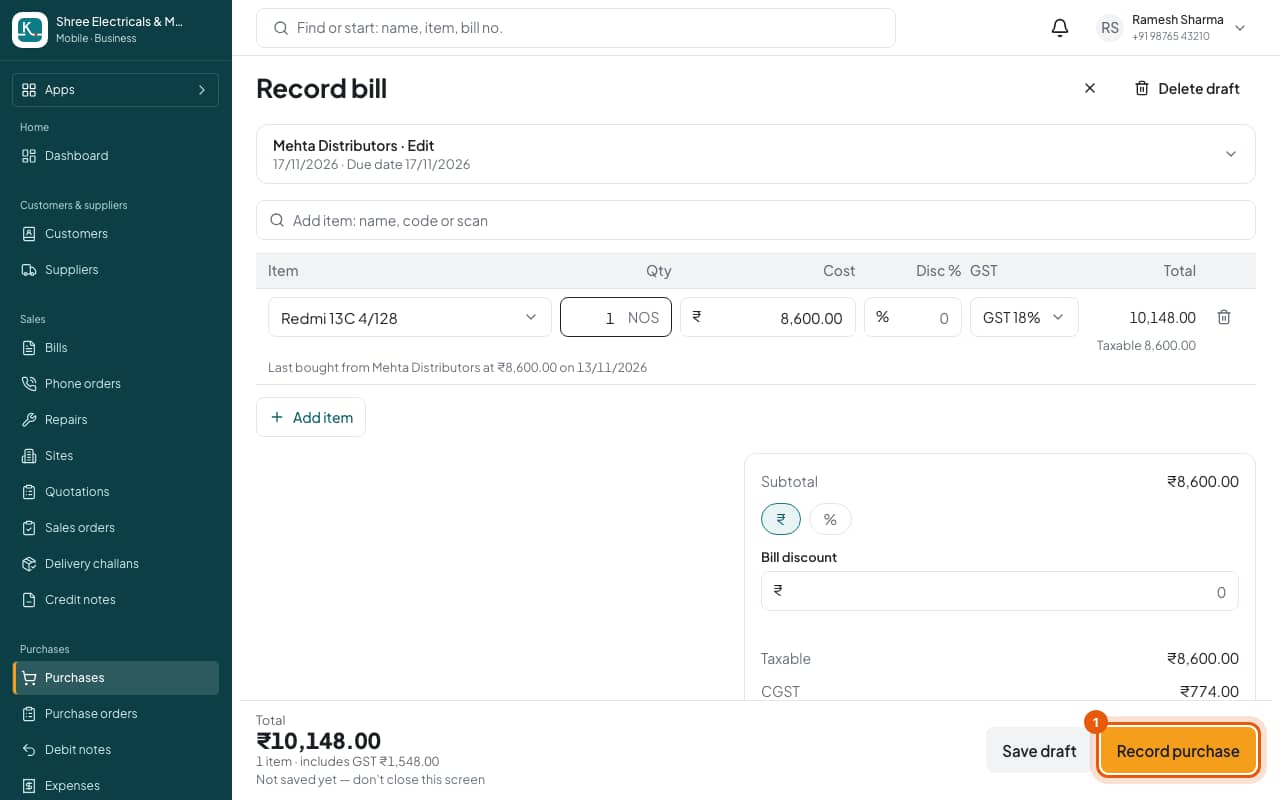 Shree Electricals & M...
Mobile · Business
Find or start: name, item, bill no.
RS
Ramesh Sharma
+91 98765 43210
Apps
Home
Dashboard
Customers & suppliers
Customers
Suppliers
Sales
Bills
Phone orders
Repairs
Sites
Quotations
Sales orders
Delivery challans
Credit notes
Purchases
Purchases
Purchase orders
Debit notes
Expenses
Record bill
Delete draft
Mehta Distributors · Edit
17/11/2026 · Due date 17/11/2026
Add item: name, code or scan
Item Qty Cost Disc % GST Total
Redmi 13C 4/128 1 NOS ₹ 8,600.00 % 0 GST 18% 10,148.00
Taxable 8,600.00
Last bought from Mehta Distributors at ₹8,600.00 on 13/11/2026
Add item
Subtotal ₹8,600.00
₹ %
Bill discount
₹ 0
Taxable ₹8,600.00
CGST ₹774.00
Total
₹10,148.00
1 item · includes GST ₹1,548.00
Not saved yet — don't close this screen
Save draft
1
Record purchase